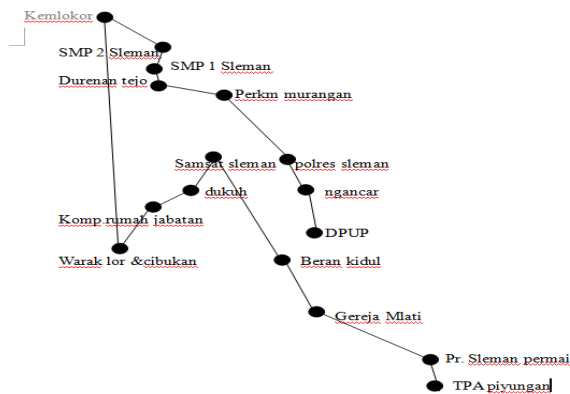 Kemlokor
SMP 2 Sleman
SMP 1 Sleman
Durenan tejo
Perkm murangan
Samsat sleman
polres sleman
dukuh
ngancar
Komp.rumah jabatan
DPUP
Warak lor &cibukan
Beran kidul
Gereja Mlati
Pr. Sleman permai
TPA piyungan